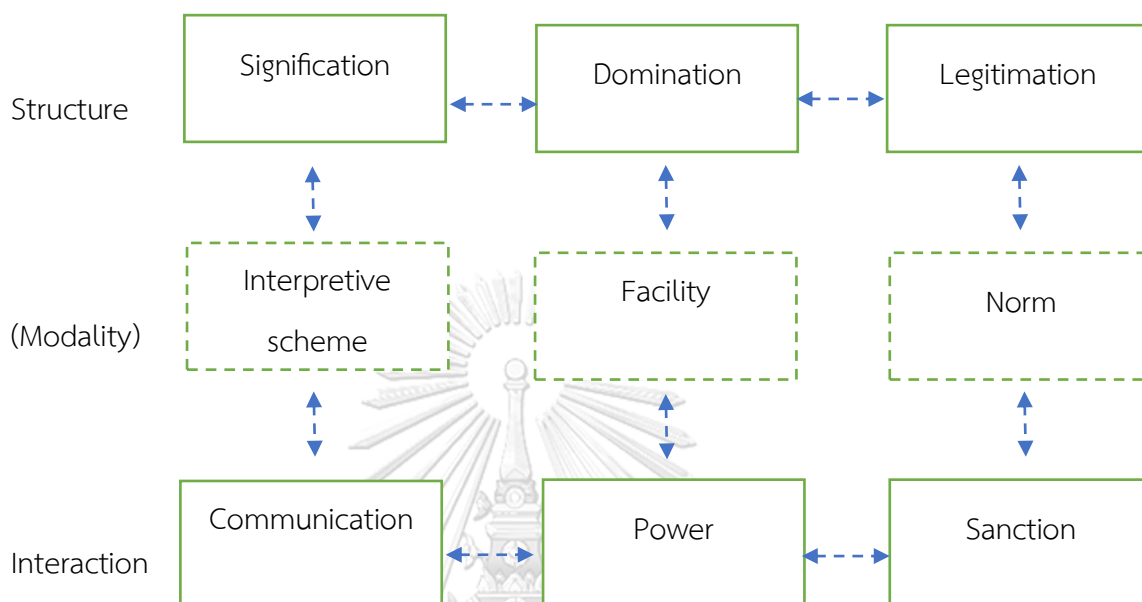 Signification
Domination
Legitimation
Structure
Interpretive
scheme
Facility
Norm
(Modality)
Communication
Power
Sanction
Interaction